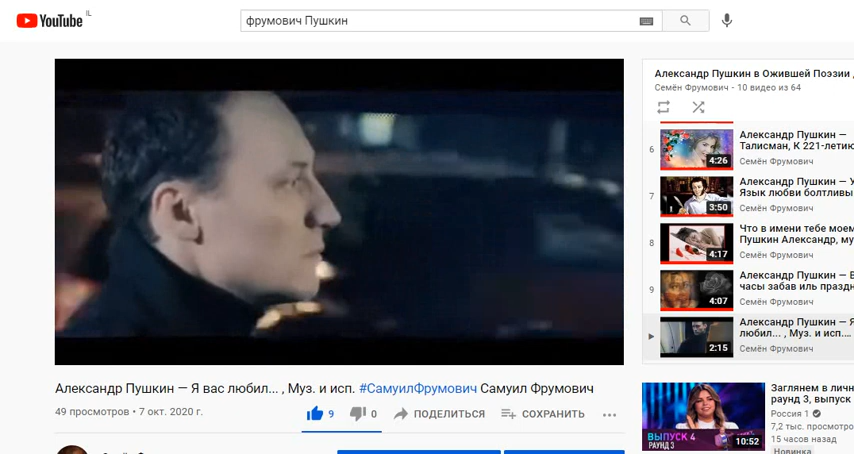 YouTube IL
фрумович Пушкин
Александр Пушкин — Я вас любил... , Муз. и исп. #СамуилФрумович Самуил Фрумович
49 просмотров • 7 окт. 2020 г.
9
0
ПОДЕЛИТЬСЯ
СОХРАНИТЬ
Александр Пушкин в Ожившей Поэзии
Семён Фрумович - 10 видео из 64
6
4:26
Александр Пушкин —
Талисман, К 221-летию
Семён Фрумович
7
3:50
Александр Пушкин — У
Язык любви болтливы
Семён Фрумович
8
4:17
Что в имени тебе моем
Пушкин Александр, му
Семён Фрумович
9
4:07
Александр Пушкин — В
часы забав иль праздн
Семён Фрумович
2:15
Александр Пушкин — Я
любил... , Муз. и исп....
Семён Фрумович
ВЫПУСК 4
РАУНД 3
10:52
Заглянем в личн
раунд 3, выпуск
Россия 1
7,2 тыс. просмотро
15 часов назад
Новинка